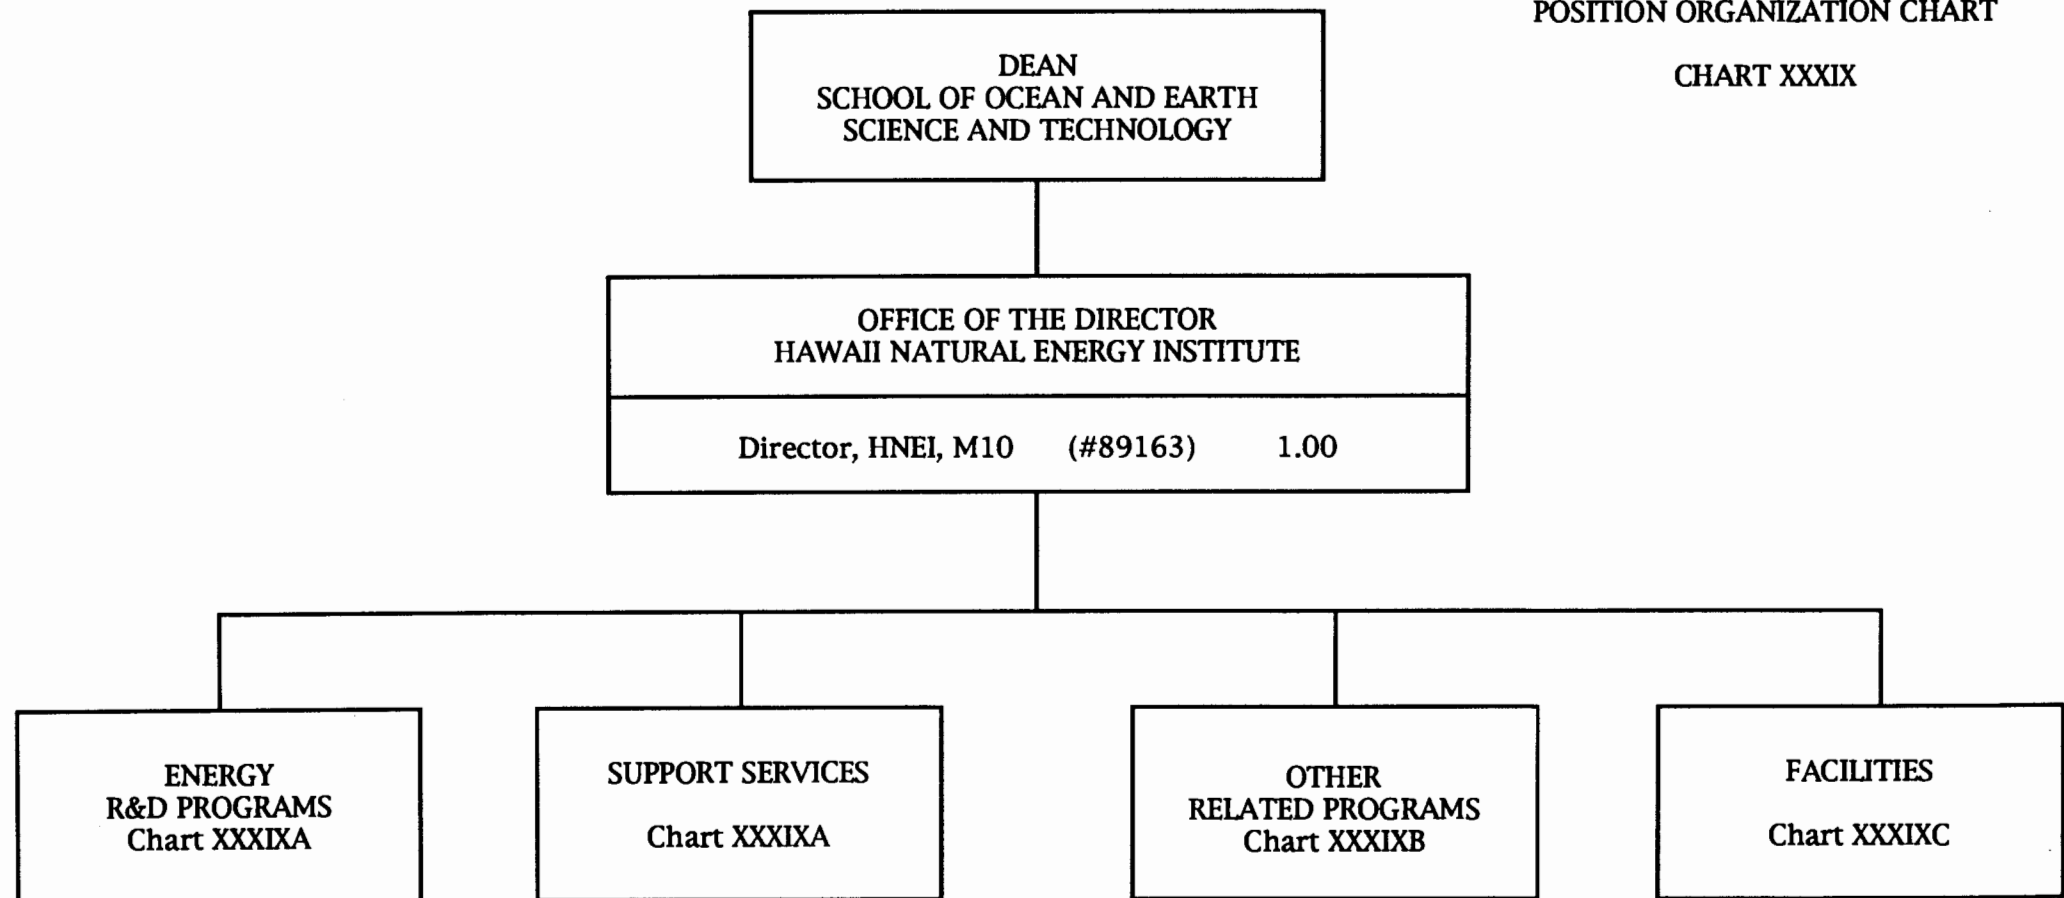 POSITION ORGANIZATION CHART
CHART XXXIX
DEAN
SCHOOL OF OCEAN AND EARTH
SCIENCE AND TECHNOLOGY
OFFICE OF THE DIRECTOR
HAWAII NATURAL ENERGY INSTITUTE
Director, HNEI, M10 (#89163) 1.00
ENERGY
R&D PROGRAMS
Chart XXXIXA
SUPPORT SERVICES
Chart XXXIXA
OTHER
RELATED PROGRAMS
Chart XXXIXB
FACILITIES
Chart XXXIXC